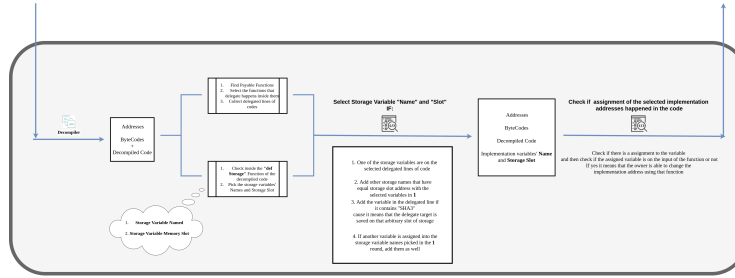 Decompiler
Addresses
ByteCodes
+
Decompiled Code
1. Find Payable Functions
2. Select the functions that
delegate happens inside them
3. Collect delegated lines of
codes
1. Check inside the "def
Storage" Function of the
decompiled code
2. Pick the storage variables'
Names and Storage Slot
1. Storage Variable Named
2. Storage Variable Memory Slot
Select Storage Variable "Name" and "Slot"
IF:
1. One of the storage variables are on the
selected delegated lines of code
2. Add other storage names that have
equal storage slot address with the
selected variables in 1
3. Add the variable in the delegated line if
it contains "SHA3"
cause it means that the delegate target is
saved on that arbitrary slot of storage
4. If another variable is assigned into the
storage variable names picked in the 1
round, add them as well
Addresses
ByteCodes
Decompiled Code
Implementation variables' Name
and Storage Slot
Check if assignment of the selected implementation
addresses happened in the code
Check if there is a assignment to the variable
and then check if the assigned variable is on the input of the function or not
If yes it means that the owner is able to change the
implementation address using that function